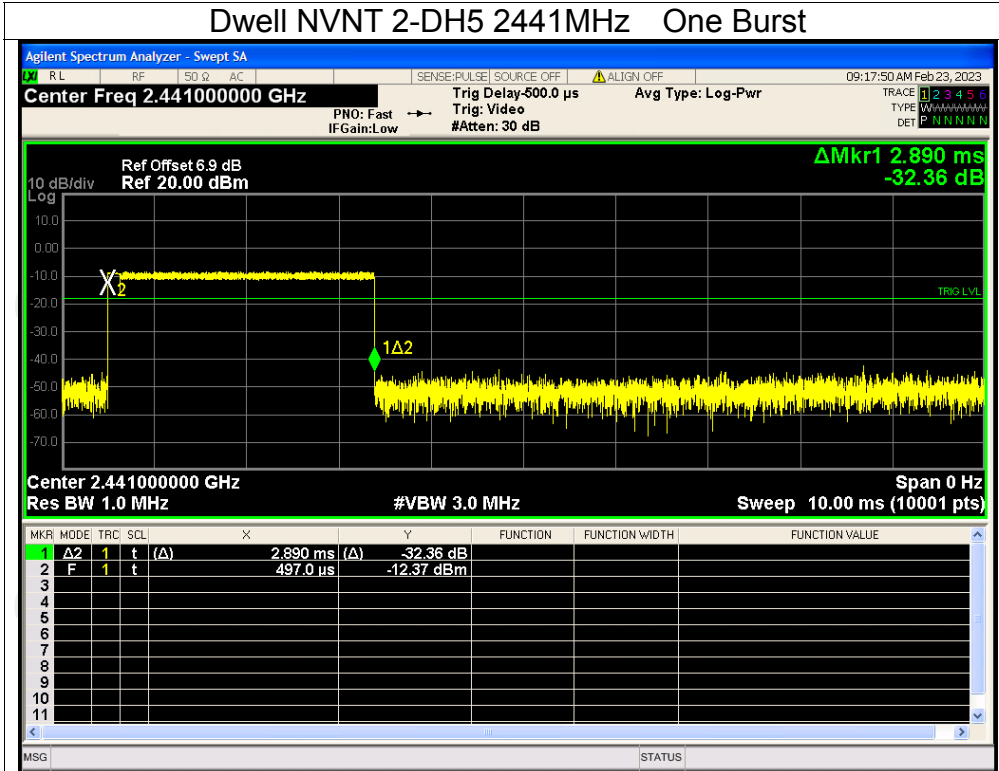 Dwell NVNT 2-DH5 2441MHz One Burst
Agilent Spectrum Analyzer - Swept SA
LXI RL RF 50 Ω AC SENSE:PULSE SOURCE OFF ALIGN OFF 09:17:50 AM Feb 23, 2023
Center Freq 2.441000000 GHz
PNO: Fast
IFGain:Low
Trig Delay-500.0 µs
Trig: Video
#Atten: 30 dB
Avg Type: Log-Pwr
TRACE 1 2 3 4 5 6
TYPE WWWWWW
DET P N N N N N
ΔMkr1 2.890 ms
-32.36 dB
Ref Offset 6.9 dB
10 dB/div Ref 20.00 dBm
Log
10.0
0.00
-10.0
-20.0
-30.0
-40.0
-50.0
-60.0
-70.0
2
TRIG LVL
1Δ2
Center 2.441000000 GHz Span 0 Hz
Res BW 1.0 MHz #VBW 3.0 MHz Sweep 10.00 ms (10001 pts)
MKR MODE TRC SCL X Y FUNCTION FUNCTION WIDTH FUNCTION VALUE
1 Δ2 1 t (Δ) 2.890 ms (Δ) -32.36 dB
2 F 1 t 497.0 µs -12.37 dBm
3
4
5
6
7
8
9
10
11
MSG STATUS